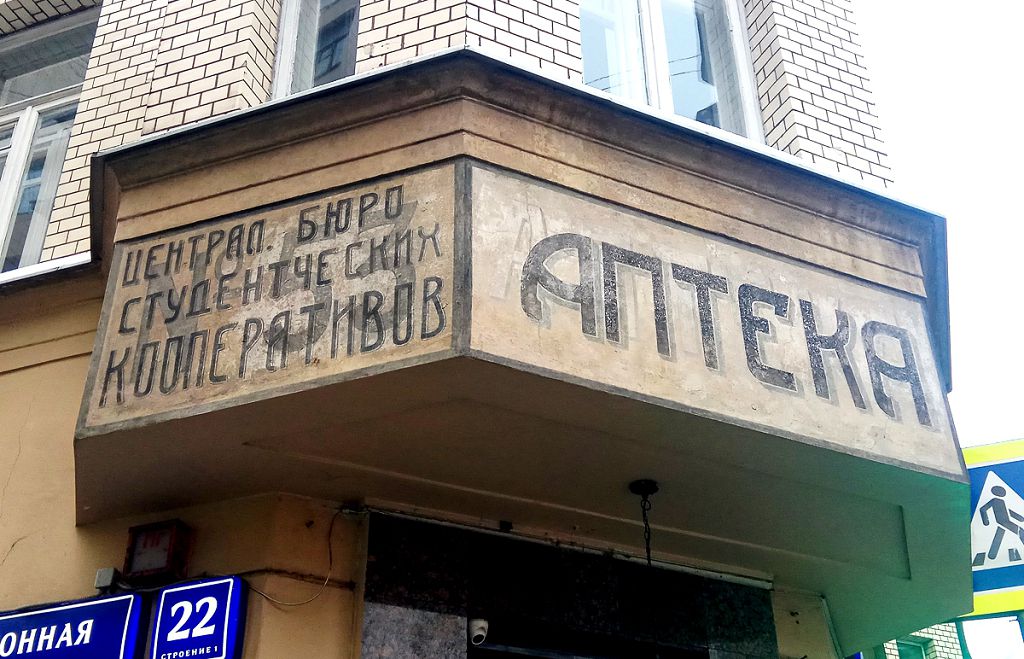 ЦЕНТРАЛ. БЮРО
СТУДЕНТЧЕСКИХ
КООПЕРАТИВОВ
АПТЕКА
ОННАЯ
22
СТРОЕНИЕ 1